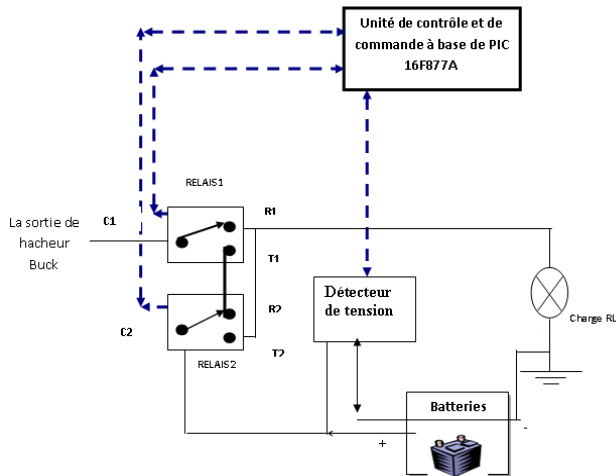 Unité de contrôle et de
commande à base de PIC
16F877A
RELAIS1
C1
R1
La sortie de
hacheur
Buck
T1
R2
Détecteur
de tension
Charge RL
C2
T2
RELAIS2
Batteries
+
-